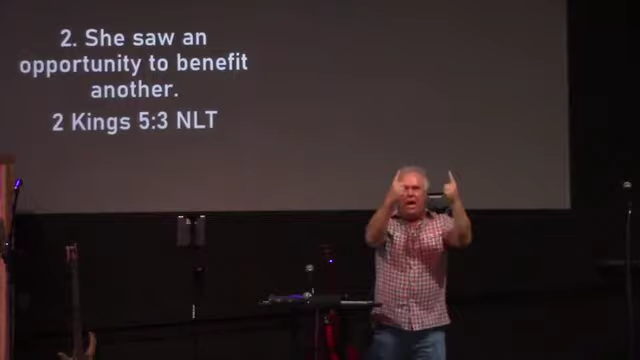 2. She saw an
opportunity to benefit
another.
2 Kings 5:3 NLT